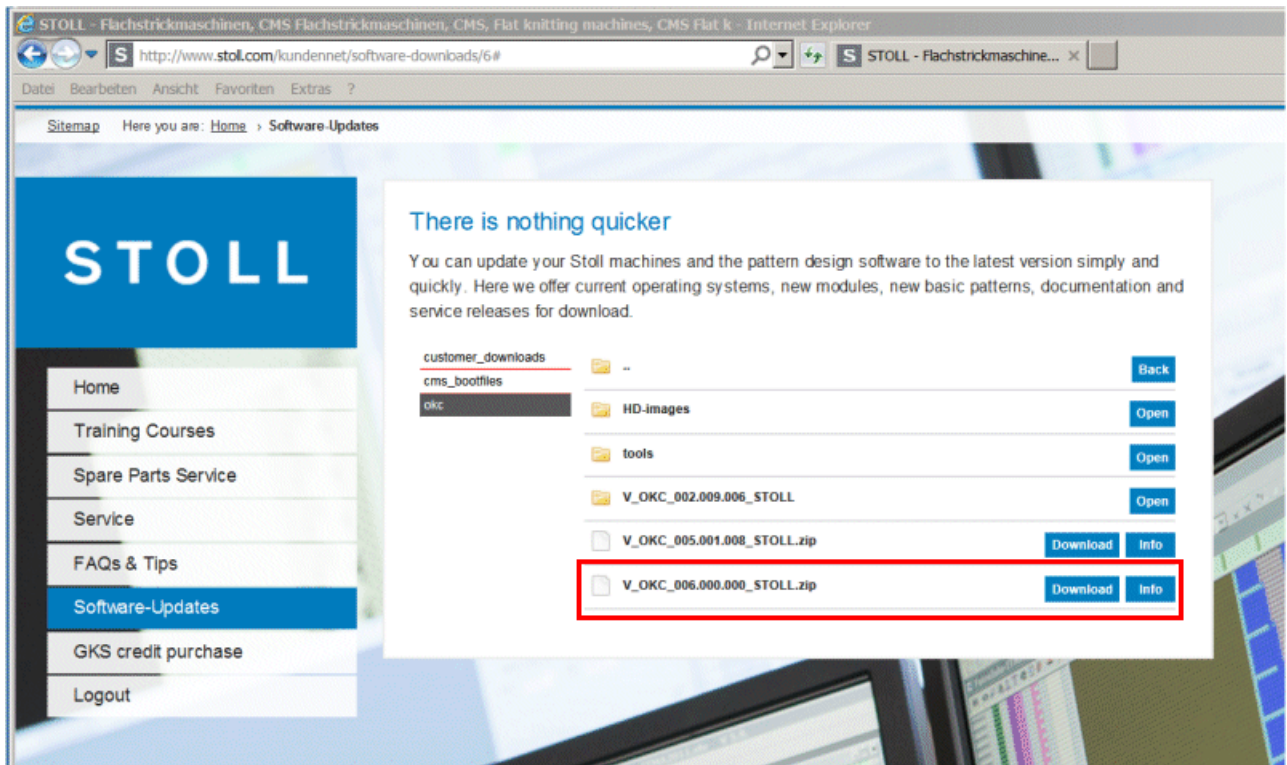 STOLL - Flachstrickmaschinen, CMS Flachstrickmaschinen, CMS, Flat knitting machines, CMS Flat k - Internet Explorer
S http://www.stoll.com/kundennet/software-downloads/6#
S STOLL - Flachstrickmaschine... ×
Datei Bearbeiten Ansicht Favoriten Extras ?
Sitemap Here you are: Home › Software-Updates
STOLL
Home
Training Courses
Spare Parts Service
Service
FAQs & Tips
Software-Updates
GKS credit purchase
Logout
There is nothing quicker
You can update your Stoll machines and the pattern design software to the latest version simply and
quickly. Here we offer current operating systems, new modules, new basic patterns, documentation and
service releases for download.
customer_downloads
cms_bootfiles
okc
.. Back
HD-images Open
tools Open
V_OKC_002.009.006_STOLL Open
V_OKC_005.001.008_STOLL.zip Download Info
V_OKC_006.000.000_STOLL.zip Download Info